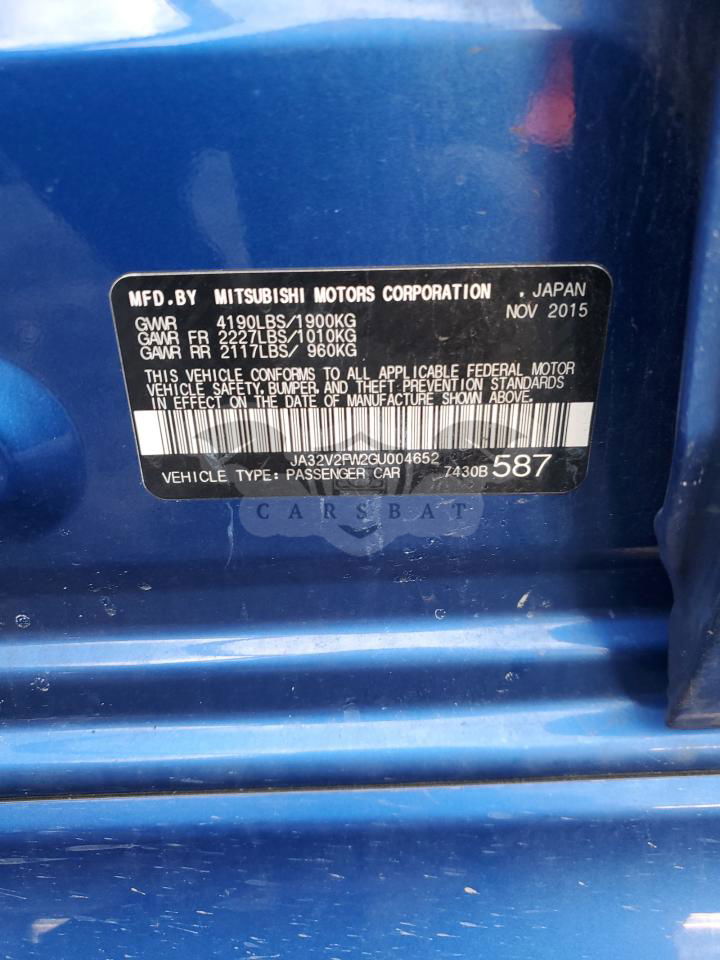 MFD.BY MITSUBISHI MOTORS CORPORATION , JAPAN
NOV 2015
GVWR 4190LBS/1900KG
GAWR FR 2227LBS/1010KG
GAWR RR 2117LBS/ 960KG
THIS VEHICLE CONFORMS TO ALL APPLICABLE FEDERAL MOTOR
VEHICLE SAFETY, BUMPER, AND THEFT PREVENTION STANDARDS
IN EFFECT ON THE DATE OF MANUFACTURE SHOWN ABOVE.
JA32V2FW2GU004652
VEHICLE TYPE: PASSENGER CAR 7430B 587
CARSBAT